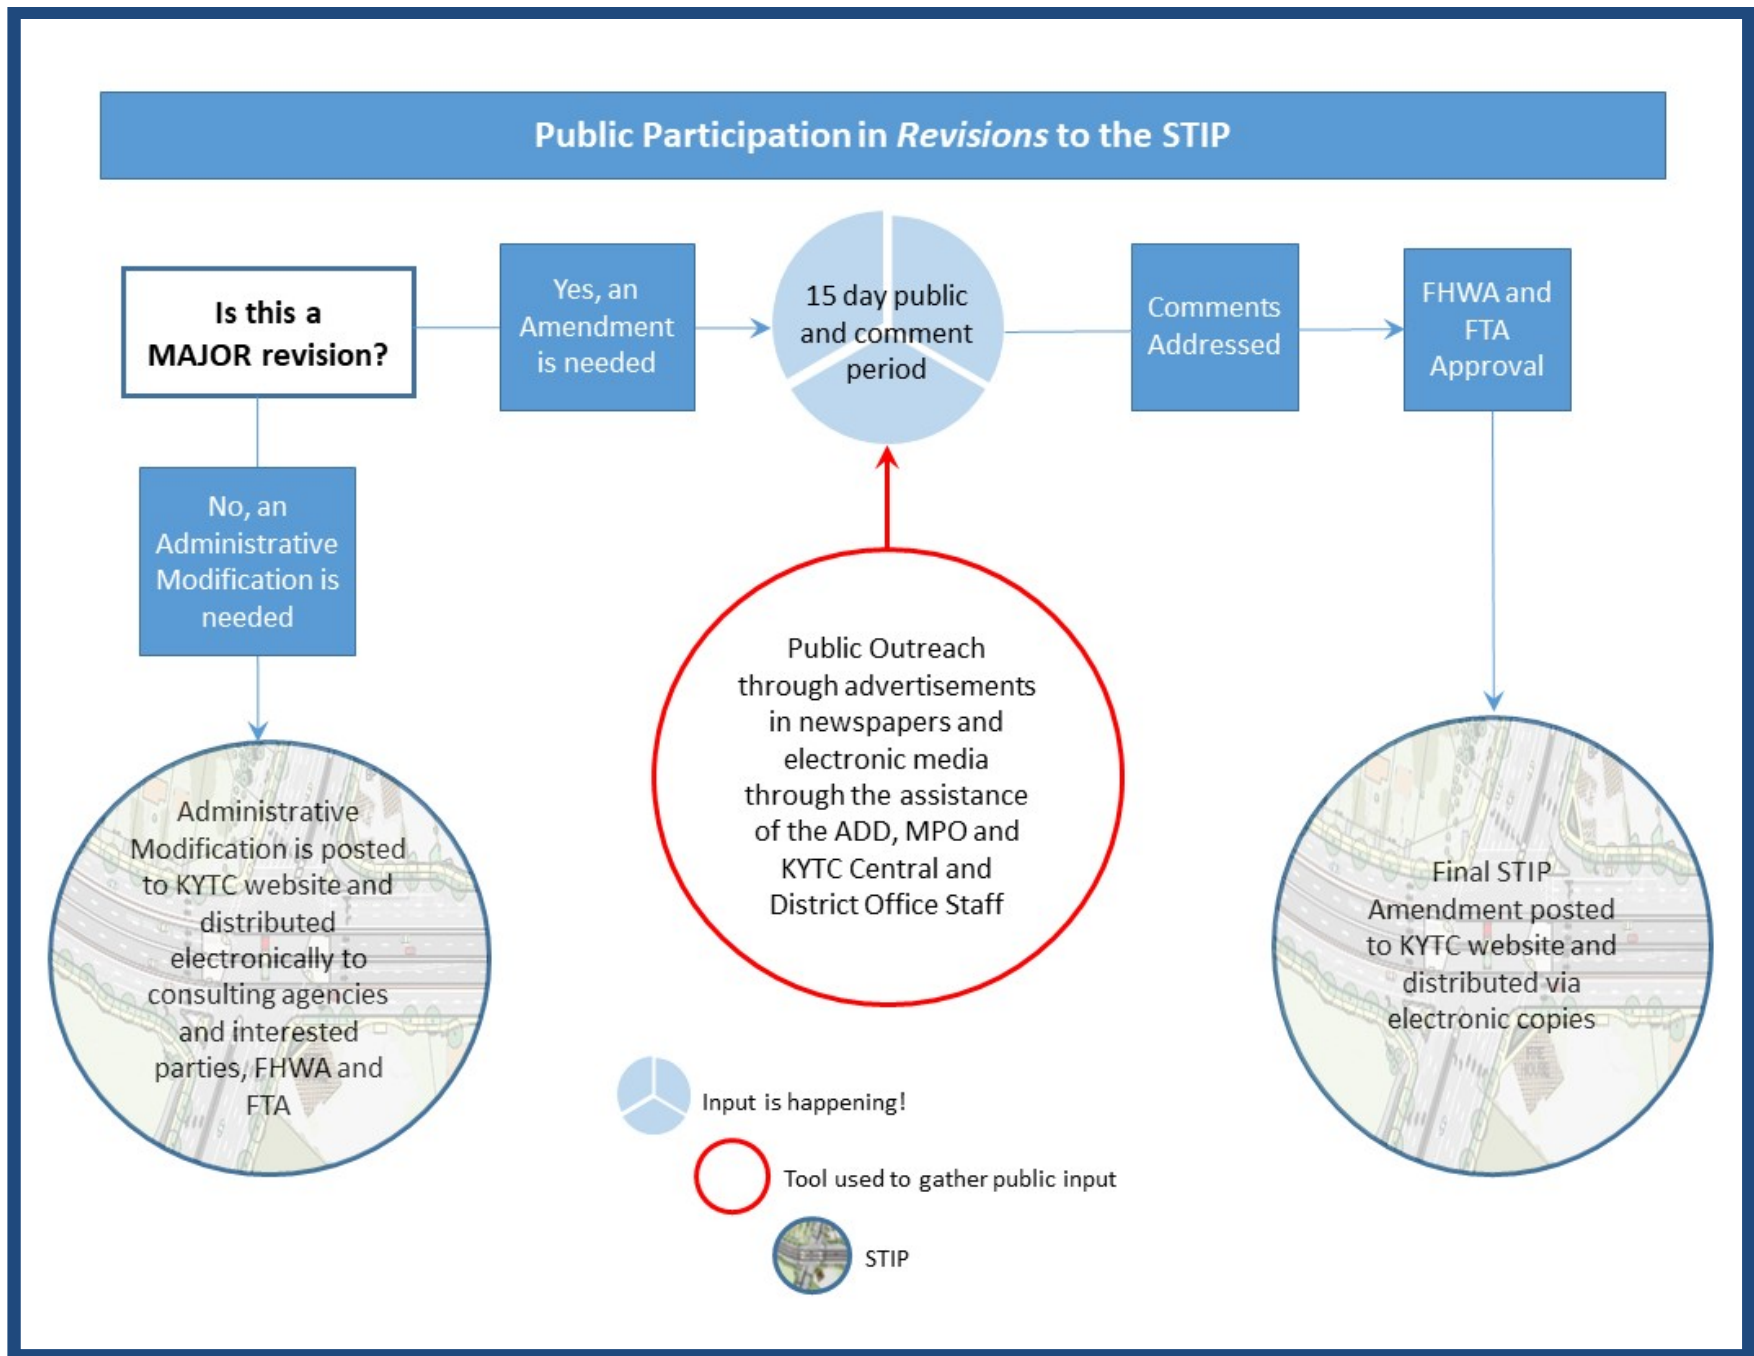 Public Participation in Revisions to the STIP
Is this a
MAJOR revision?
Yes, an
Amendment
is needed
15 day public
and comment
period
Comments
Addressed
FHWA and
FTA
Approval
No, an
Administrative
Modification is
needed
Public Outreach
through advertisements
in newspapers and
electronic media
through the assistance
of the ADD, MPO and
KYTC Central and
District Office Staff
Administrative
Modification is posted
to KYTC website and
distributed
electronically to
consulting agencies
and interested
parties, FHWA and
FTA
Final STIP
Amendment posted
to KYTC website and
distributed via
electronic copies
Input is happening!
Tool used to gather public input
STIP